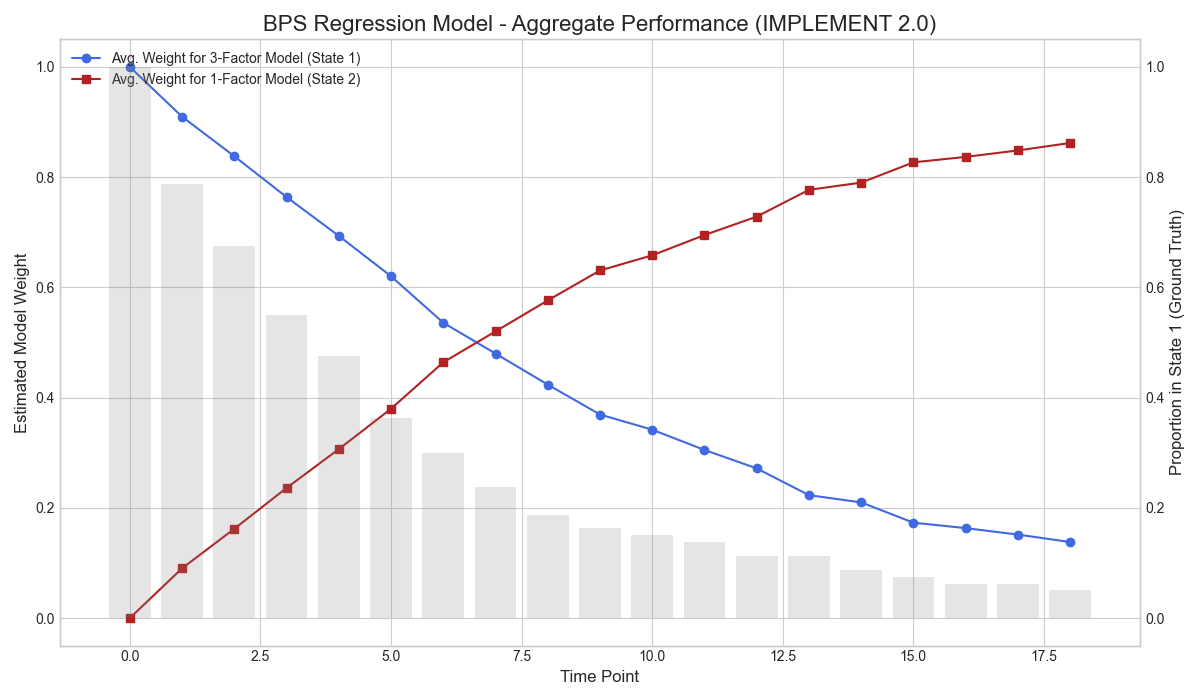 BPS Regression Model - Aggregate Performance (IMPLEMENT 2.0)
Avg. Weight for 3-Factor Model (State 1)
Avg. Weight for 1-Factor Model (State 2)
Estimated Model Weight
1.0
0.8
0.6
0.4
0.2
0.0
1.0
0.8
0.6
0.4
0.2
0.0
Proportion in State 1 (Ground Truth)
0.0 2.5 5.0 7.5 10.0 12.5 15.0 17.5
Time Point